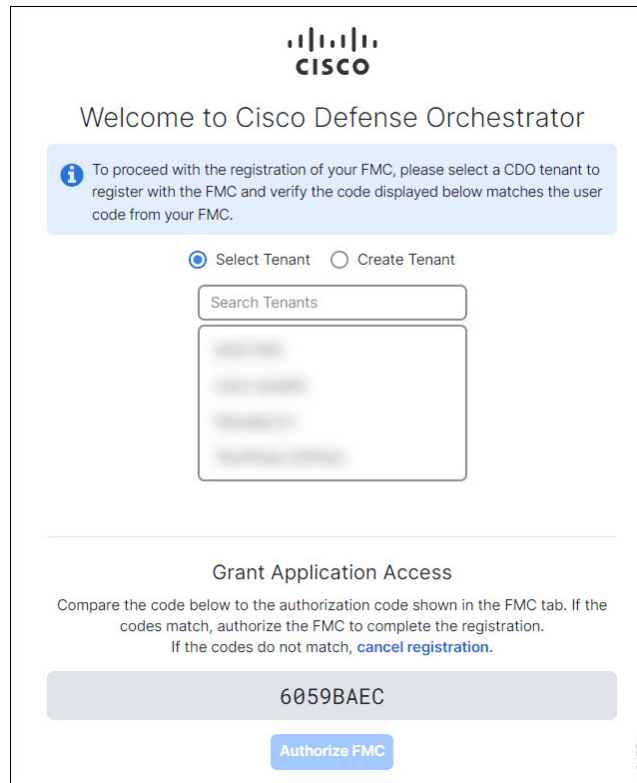 CISCO
Welcome to Cisco Defense Orchestrator
To proceed with the registration of your FMC, please select a CDO tenant to
register with the FMC and verify the code displayed below matches the user
code from your FMC.
Select Tenant Create Tenant
Search Tenants
Grant Application Access
Compare the code below to the authorization code shown in the FMC tab. If the
codes match, authorize the FMC to complete the registration.
If the codes do not match, cancel registration.
6059BAEC
Authorize FMC